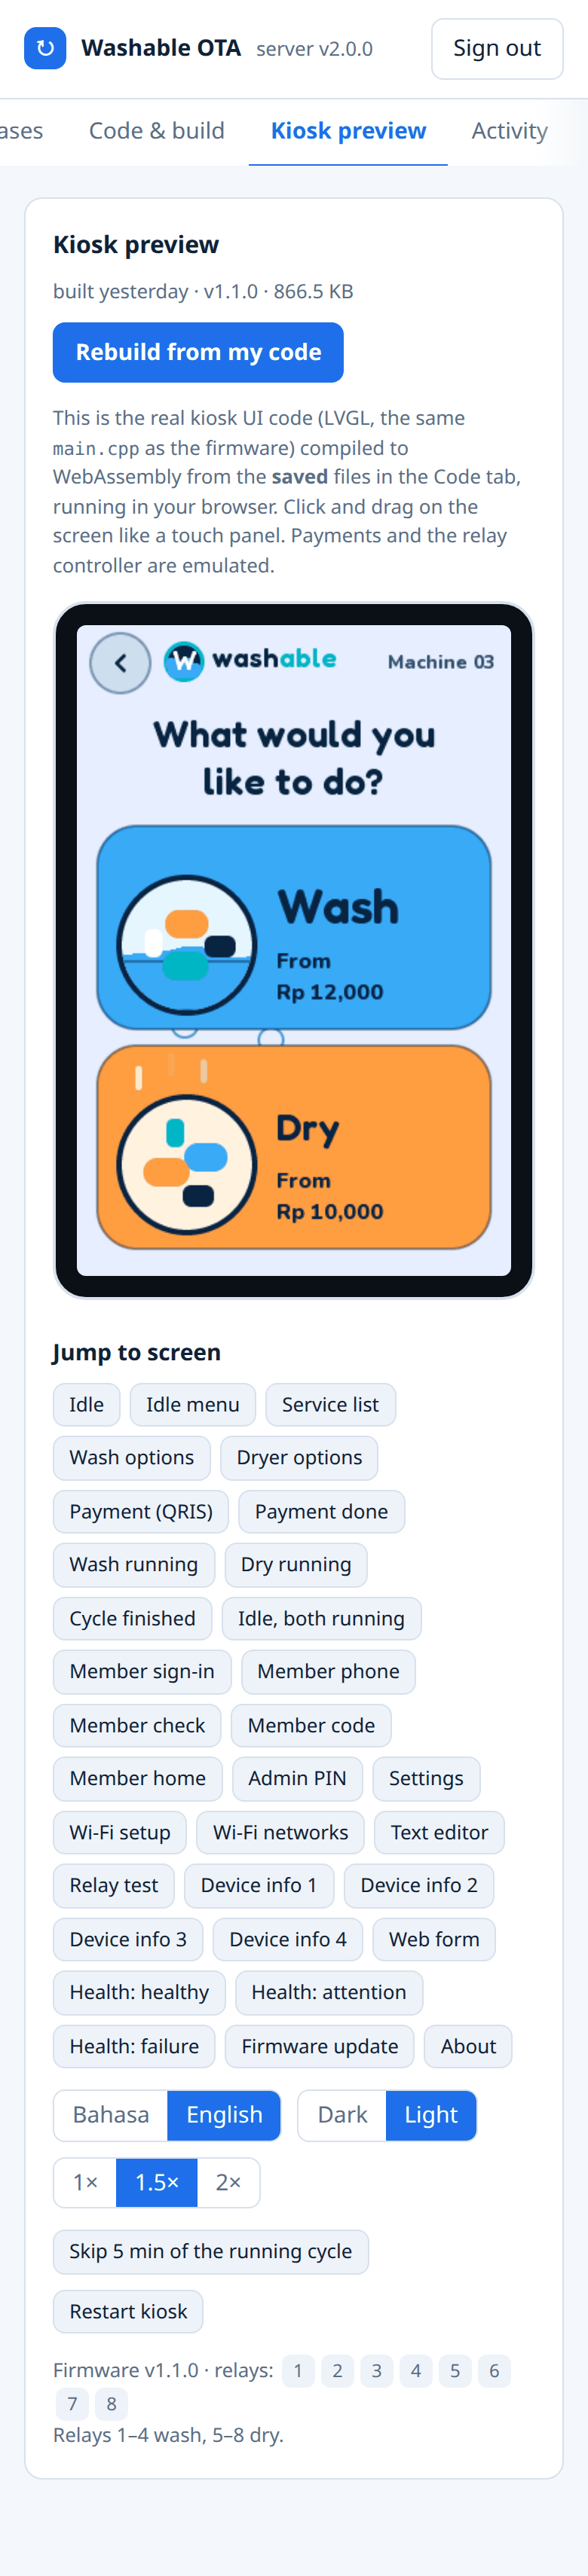 Washable OTA server v2.0.0 Sign out
ases Code & build Kiosk preview Activity
Kiosk preview
built yesterday · v1.1.0 · 866.5 KB
Rebuild from my code
This is the real kiosk UI code (LVGL, the same
main.cpp as the firmware) compiled to
WebAssembly from the saved files in the Code tab,
running in your browser. Click and drag on the
screen like a touch panel. Payments and the relay
controller are emulated.
W washable Machine 03
What would you
like to do?
Wash
From
Rp 12,000
Dry
From
Rp 10,000
Jump to screen
Idle Idle menu Service list
Wash options Dryer options
Payment (QRIS) Payment done
Wash running Dry running
Cycle finished Idle, both running
Member sign-in Member phone
Member check Member code
Member home Admin PIN Settings
Wi-Fi setup Wi-Fi networks Text editor
Relay test Device info 1 Device info 2
Device info 3 Device info 4 Web form
Health: healthy Health: attention
Health: failure Firmware update About
Bahasa English Dark Light
1× 1.5× 2×
Skip 5 min of the running cycle
Restart kiosk
Firmware v1.1.0 · relays: 1 2 3 4 5 6
7 8
Relays 1–4 wash, 5–8 dry.